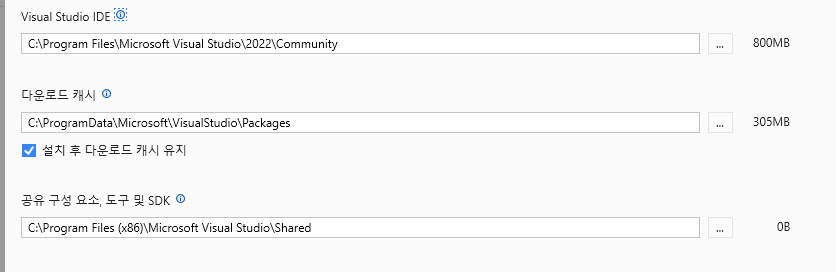 Visual Studio IDE
C:\Program Files\Microsoft Visual Studio\2022\Community ... 800MB
다운로드 캐시
C:\ProgramData\Microsoft\VisualStudio\Packages ... 305MB
설치 후 다운로드 캐시 유지
공유 구성 요소, 도구 및 SDK
C:\Program Files (x86)\Microsoft Visual Studio\Shared ... 0B